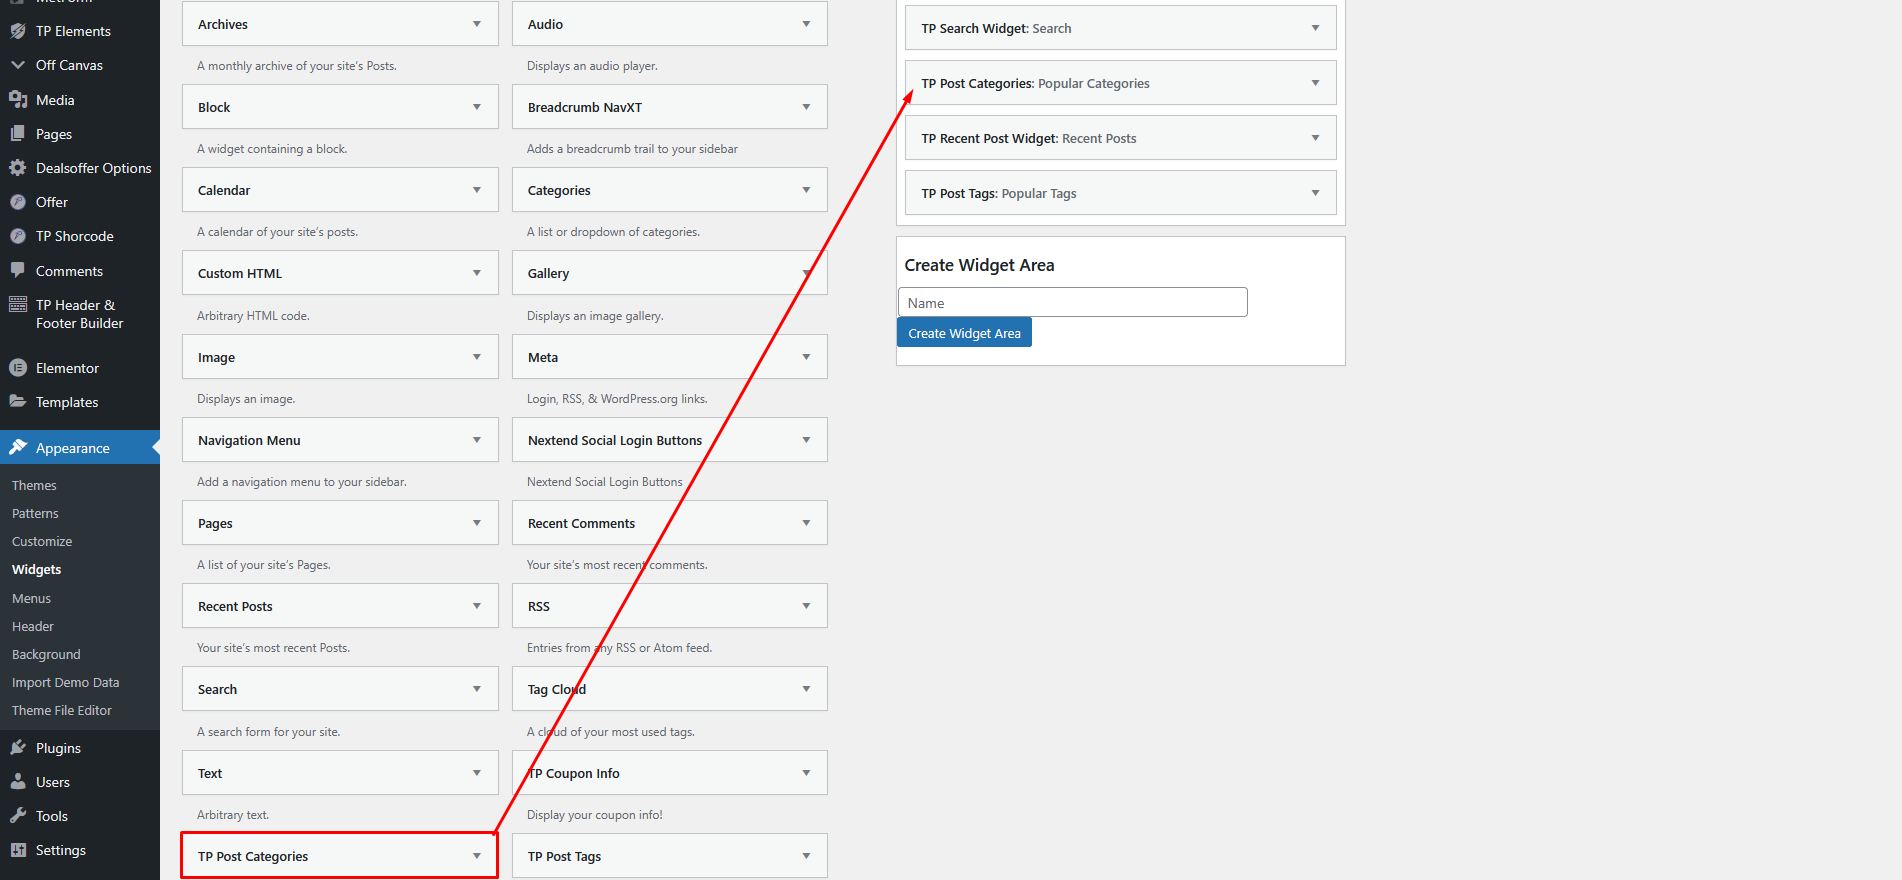 MetForm
TP Elements
Off Canvas
Media
Pages
Dealsoffer Options
Offer
TP Shorcode
Comments
TP Header &
Footer Builder
Elementor
Templates
Appearance
Themes
Patterns
Customize
Widgets
Menus
Header
Background
Import Demo Data
Theme File Editor
Plugins
Users
Tools
Settings
Archives
A monthly archive of your site's Posts.
Block
A widget containing a block.
Calendar
A calendar of your site's posts.
Custom HTML
Arbitrary HTML code.
Image
Displays an image.
Navigation Menu
Add a navigation menu to your sidebar.
Pages
A list of your site's Pages.
Recent Posts
Your site's most recent Posts.
Search
A search form for your site.
Text
Arbitrary text.
TP Post Categories
Audio
Displays an audio player.
Breadcrumb NavXT
Adds a breadcrumb trail to your sidebar
Categories
A list or dropdown of categories.
Gallery
Displays an image gallery.
Meta
Login, RSS, & WordPress.org links.
Nextend Social Login Buttons
Nextend Social Login Buttons
Recent Comments
Your site's most recent comments.
RSS
Entries from any RSS or Atom feed.
Tag Cloud
A cloud of your most used tags.
TP Coupon Info
Display your coupon info!
TP Post Tags
TP Search Widget: Search
TP Post Categories: Popular Categories
TP Recent Post Widget: Recent Posts
TP Post Tags: Popular Tags
Create Widget Area
Name
Create Widget Area